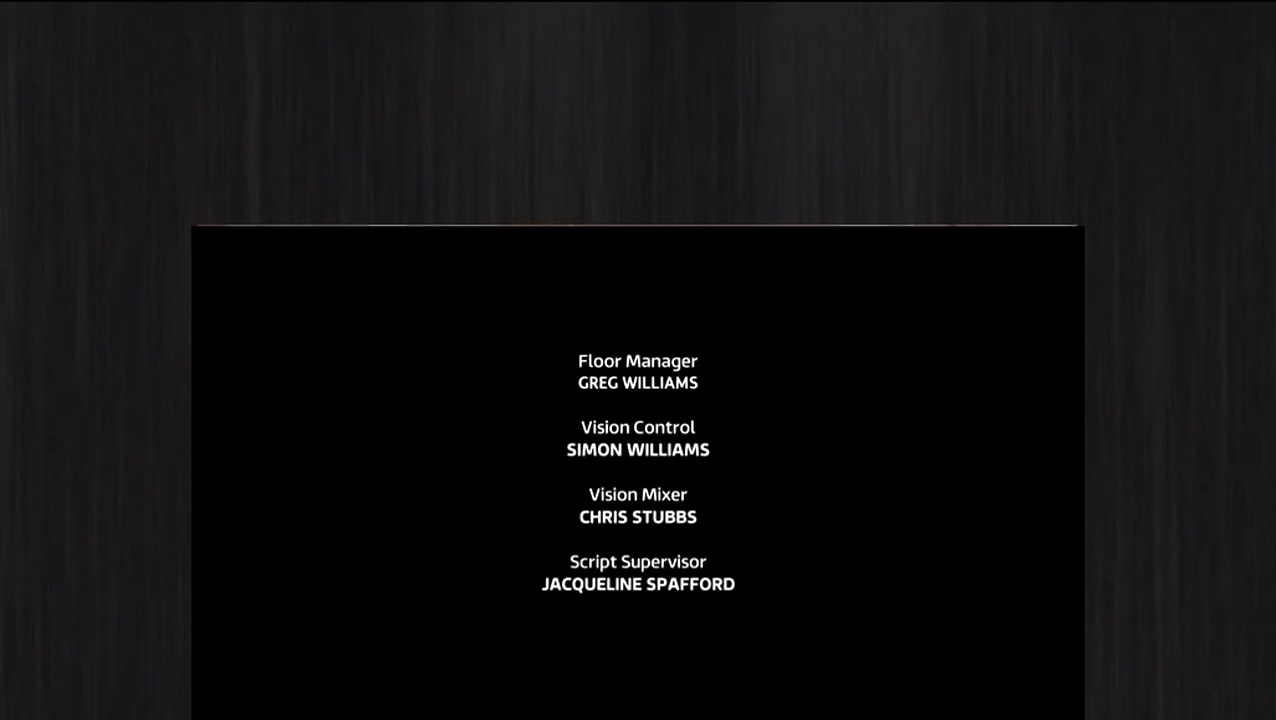 Floor Manager
GREG WILLIAMS
Vision Control
SIMON WILLIAMS
Vision Mixer
CHRIS STUBBS
Script Supervisor
JACQUELINE SPAFFORD